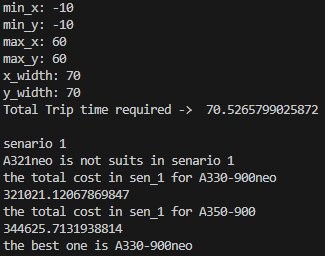 min_x: -10
min_y: -10
max_x: 60
max_y: 60
x_width: 70
y_width: 70
Total Trip time required ->  70.5265799025872
senario 1
A321neo is not suits in senario 1
the total cost in sen_1 for A330-900neo
321021.12067869847
the total cost in sen_1 for A350-900
344625.7131938814
the best one is A330-900neo